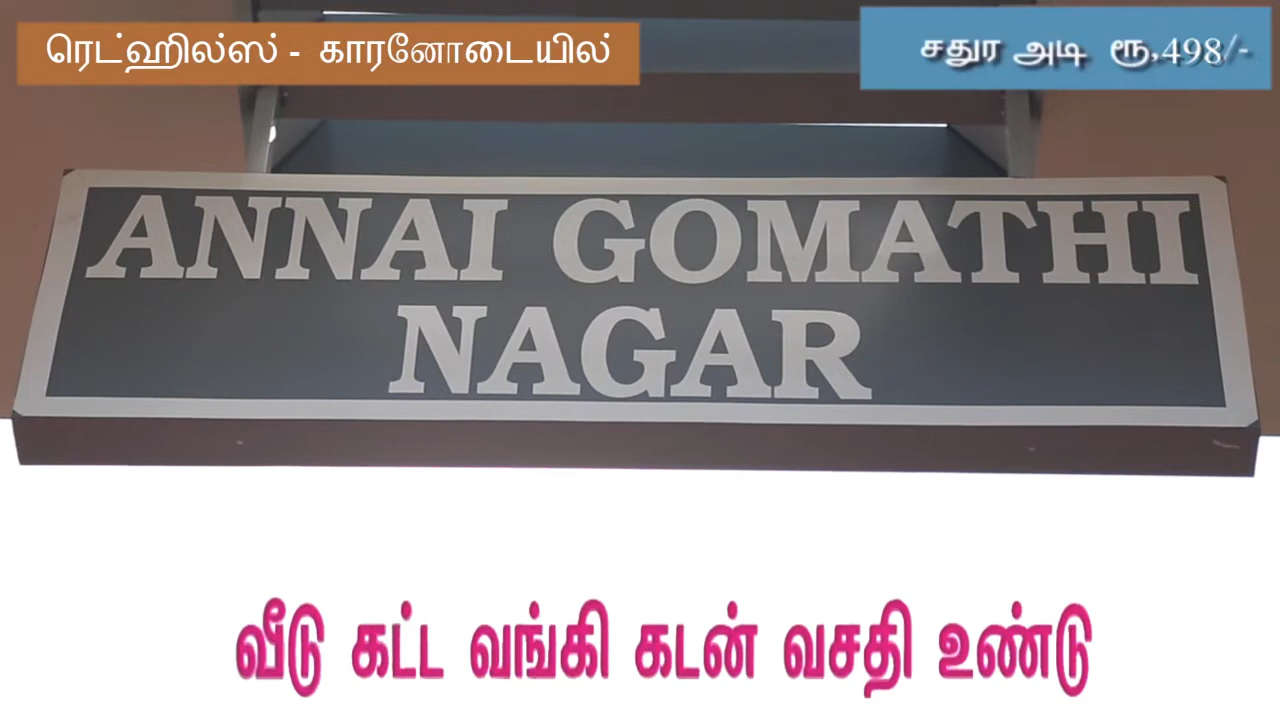 ரெட்ஹில்ஸ் - காரனோடையில்
சதுர அடி ரூ.498/-
ANNAI GOMATHI
NAGAR
வீடு கட்ட வங்கி கடன் வசதி உண்டு